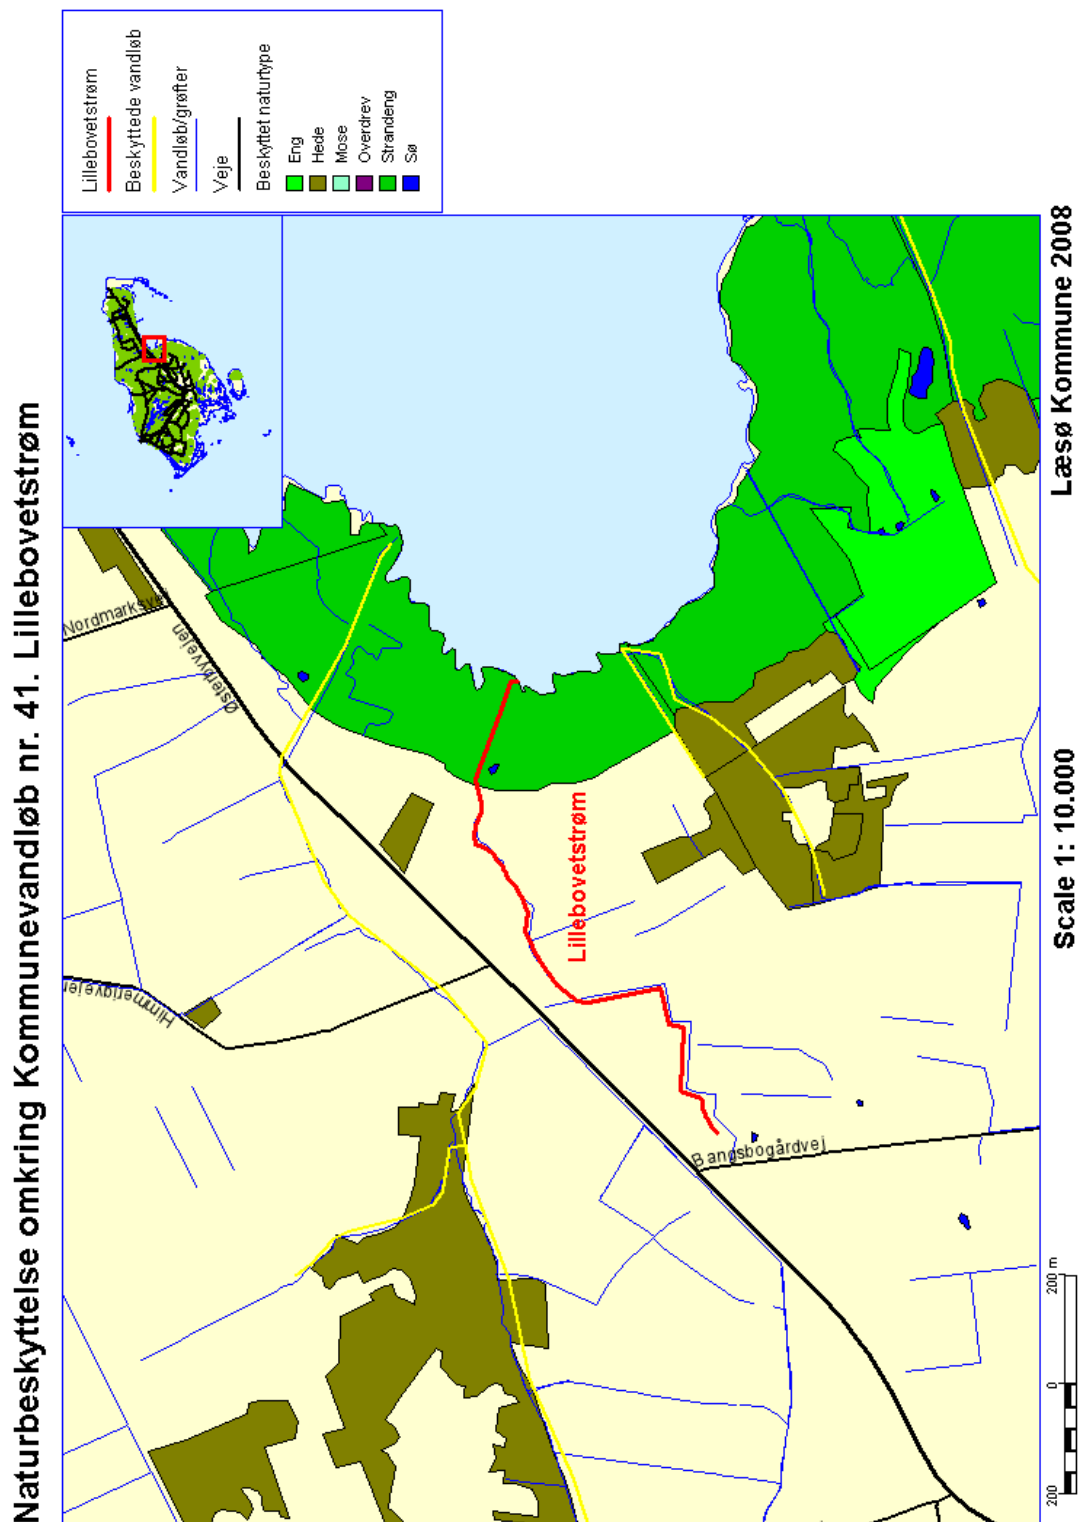 Naturbeskyttelse omkring Kommunevandløb nr. 41. Lillebovetstrøm
Lillebovetstrøm
Beskyttede vandløb
Vandløb/grøfter
Veje
Beskyttet naturtype
Eng
Hede
Mose
Overdrev
Strandeng
Sø
Nordmarksvej
Østerbyvejen
Himmerigvejen
Lillebovetstrøm
Bangsbogårdvej
200 0 200 m
Scale 1: 10.000
Læsø Kommune 2008